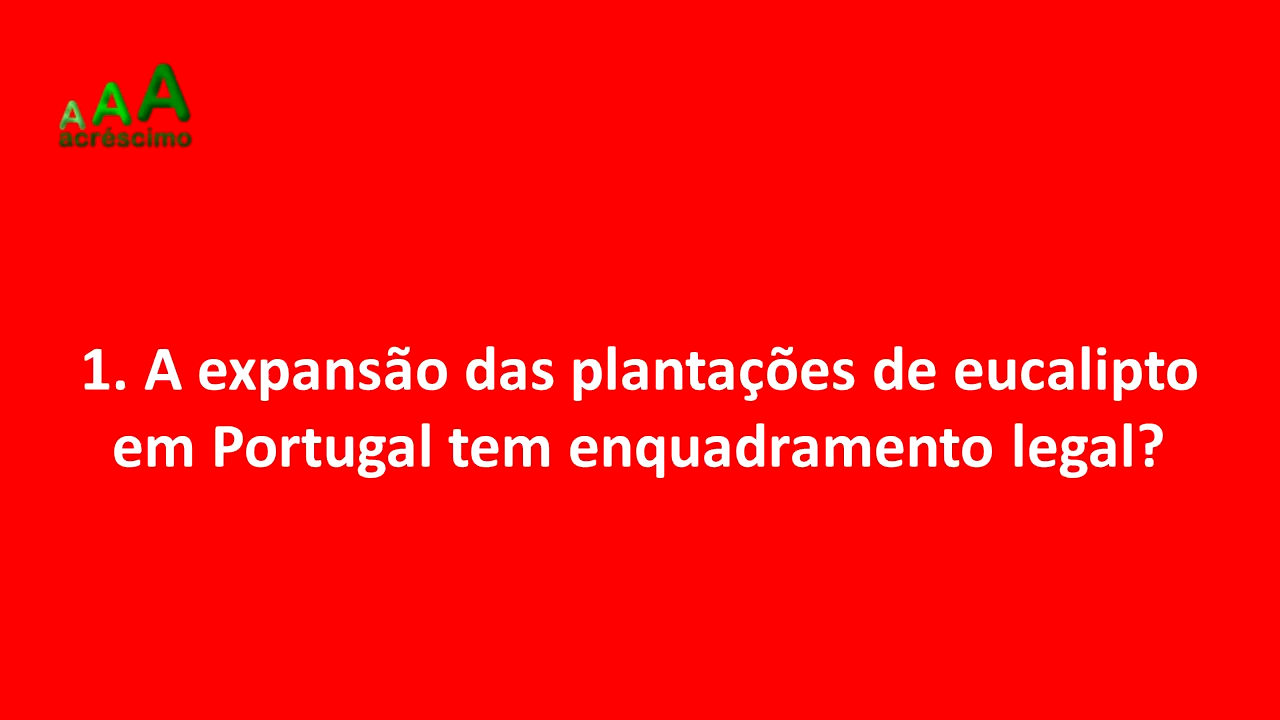 AAA
acréscimo
1. A expansão das plantações de eucalipto
em Portugal tem enquadramento legal?